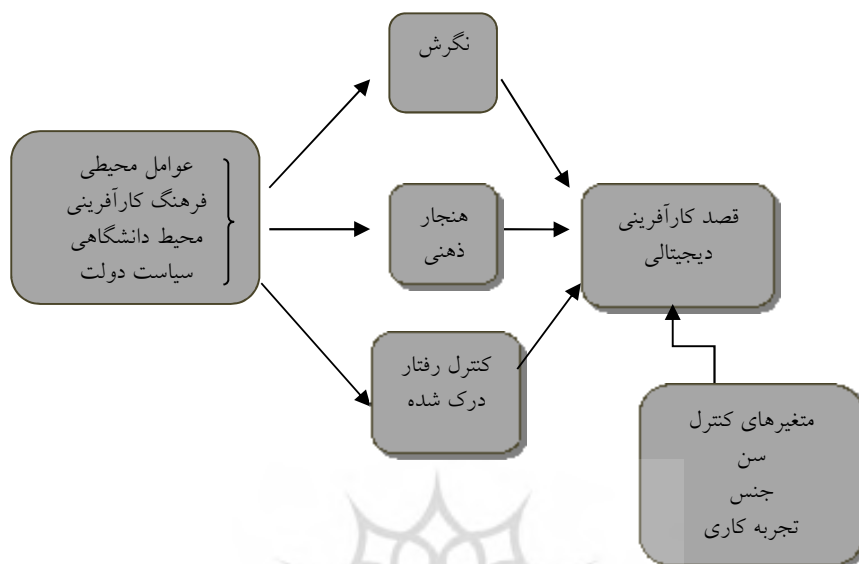 نگرش
عوامل محیطی
فرهنگ کارآفرینی
محیط دانشگاهی
سیاست دولت
هنجار
ذهنی
قصد کارآفرینی
دیجیتالی
کنترل رفتار
درک شده
متغیرهای کنترل
سن
جنس
تجربه کاری